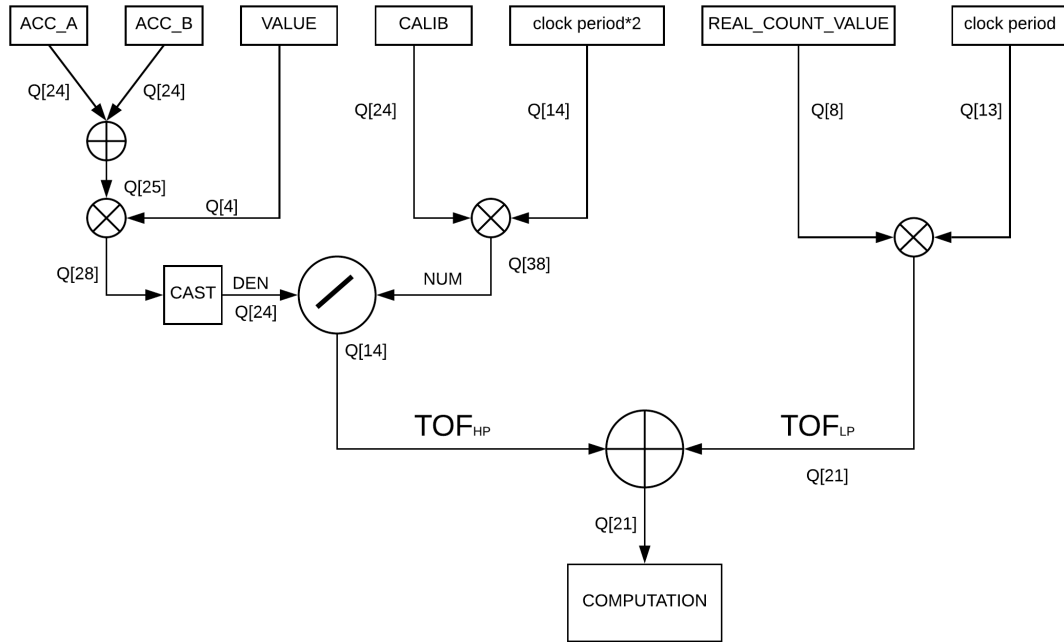 ACC_A
ACC_B
VALUE
CALIB
clock period*2
REAL_COUNT_VALUE
clock period
Q[24]
Q[24]
Q[24]
Q[14]
Q[8]
Q[13]
Q[25]
Q[4]
Q[28]
Q[38]
CAST
DEN
NUM
Q[24]
Q[14]
TOFHP
TOFLP
Q[21]
Q[21]
COMPUTATION